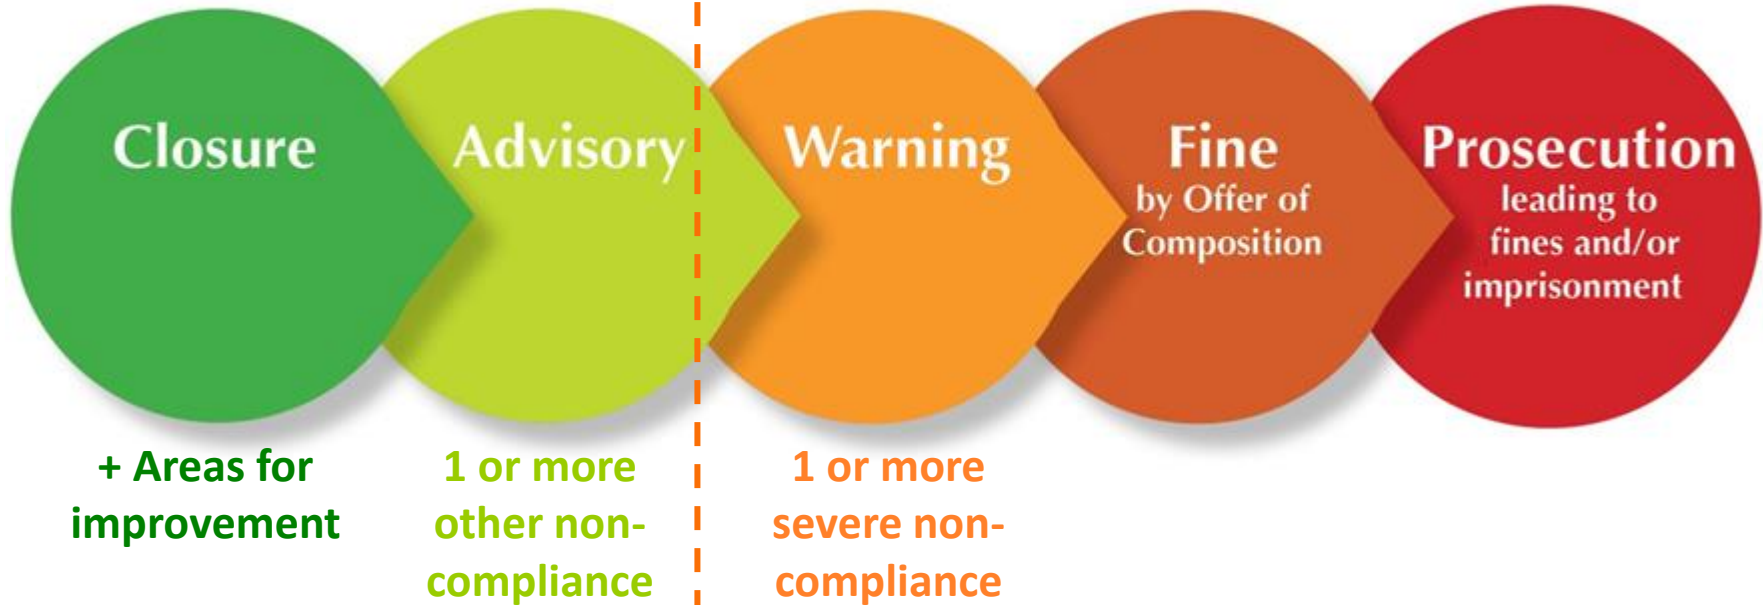 Closure
Advisory
Warning
Fine
by Offer of
Composition
Prosecution
leading to
fines and/or
imprisonment
+ Areas for
improvement
1 or more
other non-
compliance
1 or more
severe non-
compliance